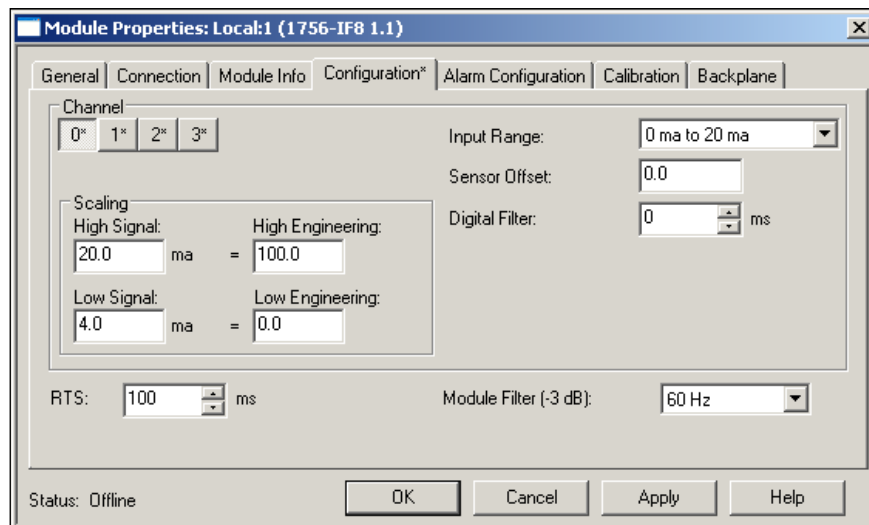 Module Properties: Local:1 (1756-IF8 1.1)
General Connection Module Info Configuration* Alarm Configuration Calibration Backplane
Channel
0* 1* 2* 3*
Input Range: 0 ma to 20 ma
Sensor Offset: 0.0
Digital Filter: 0 ms
Scaling
High Signal: High Engineering:
20.0 ma = 100.0
Low Signal: Low Engineering:
4.0 ma = 0.0
RTS: 100 ms Module Filter (-3 dB): 60 Hz
Status: Offline OK Cancel Apply Help